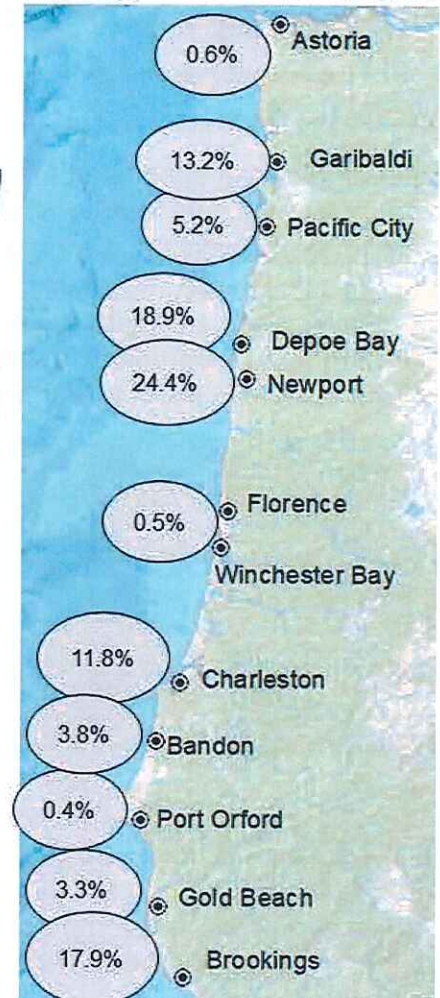 Astoria
0.6%
13.2%
Garibaldi
5.2%
Pacific City
18.9%
Depoe Bay
24.4%
Newport
Florence
0.5%
Winchester Bay
11.8%
Charleston
3.8%
Bandon
0.4%
Port Orford
3.3%
Gold Beach
17.9%
Brookings